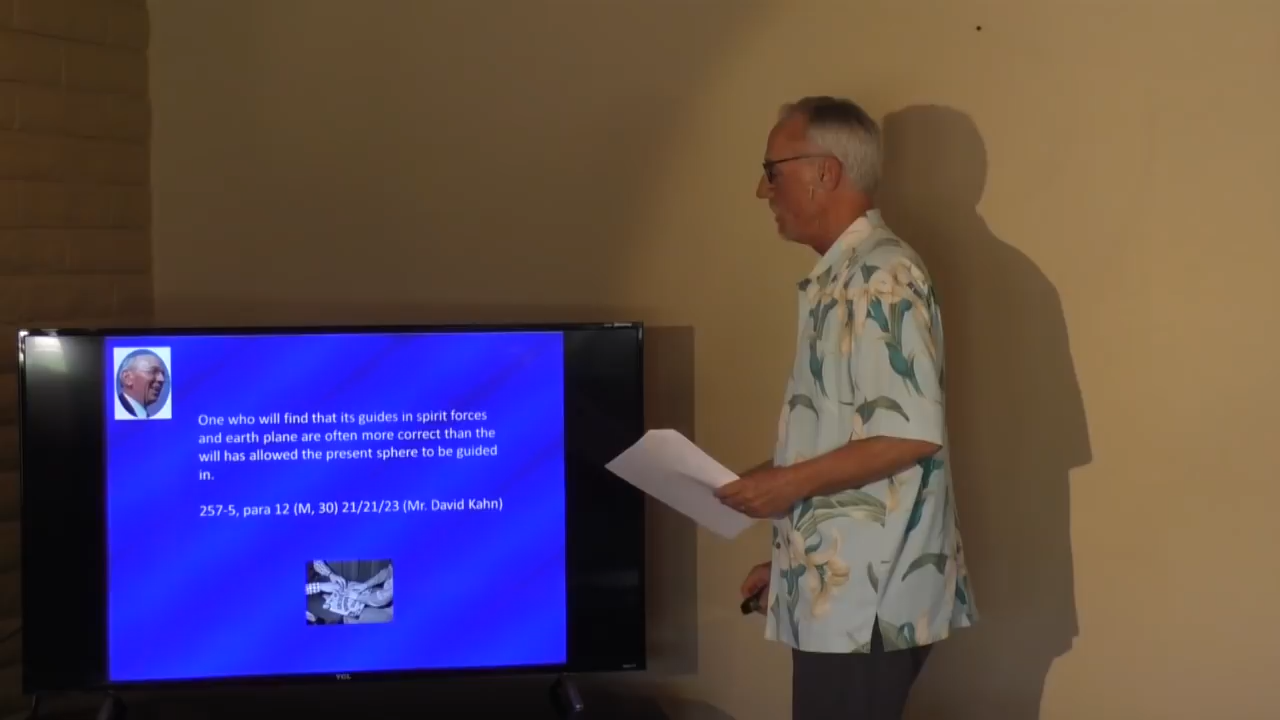 One who will find that its guides in spirit forces
and earth plane are often more correct than the
will has allowed the present sphere to be guided
in.
257-5, para 12 (M, 30) 21/21/23 (Mr. David Kahn)
TCL